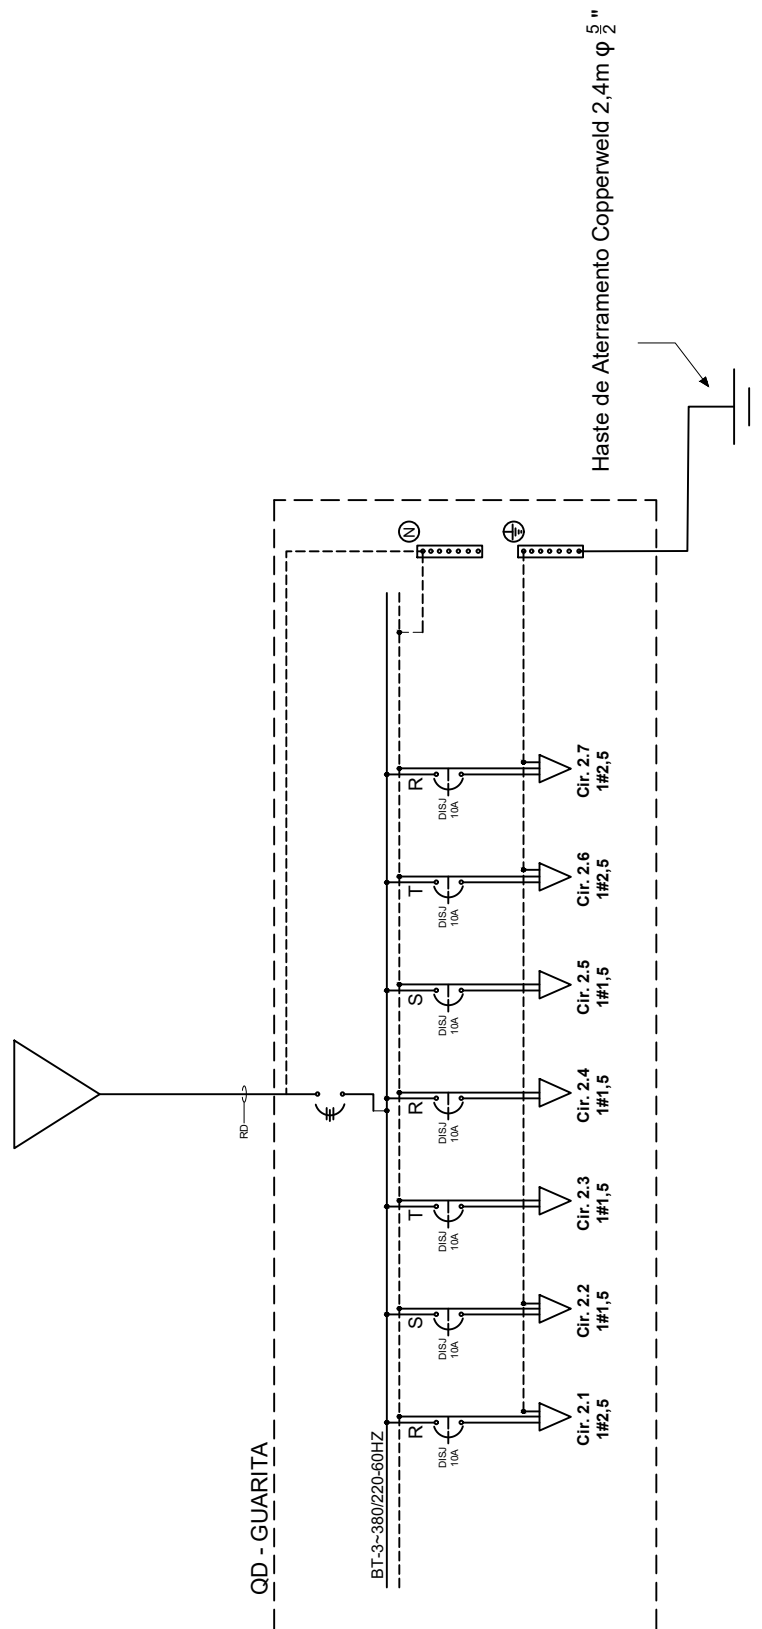 QD - GUARITA
BT-3~380/220-60HZ
RD
R
DISJ
10A
Cir. 2.1
1#2,5
S
DISJ
10A
Cir. 2.2
1#1,5
T
DISJ
10A
Cir. 2.3
1#1,5
R
DISJ
10A
Cir. 2.4
1#1,5
S
DISJ
10A
Cir. 2.5
1#1,5
T
DISJ
10A
Cir. 2.6
1#2,5
R
DISJ
10A
Cir. 2.7
1#2,5
N
Haste de Aterramento Copperweld 2,4m φ 5/2"